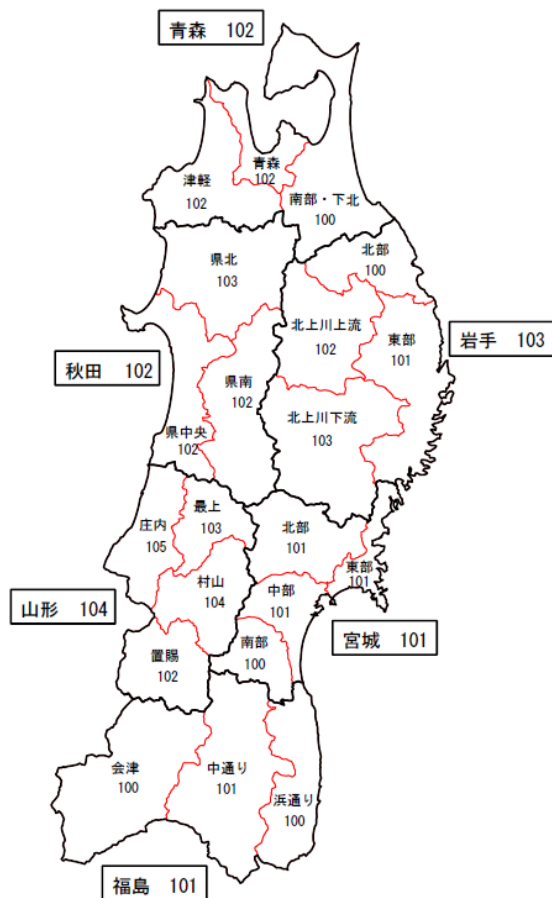 青森 102
青森
102
津軽
102
南部・下北
100
北部
100
県北
103
北上川上流
102
東部
101
岩手 103
秋田 102
県南
102
北上川下流
103
県中央
102
最上
103
庄内
105
北部
101
東部
101
村山
104
中部
101
山形 104
宮城 101
南部
100
置賜
102
会津
100
中通り
101
浜通り
100
福島 101